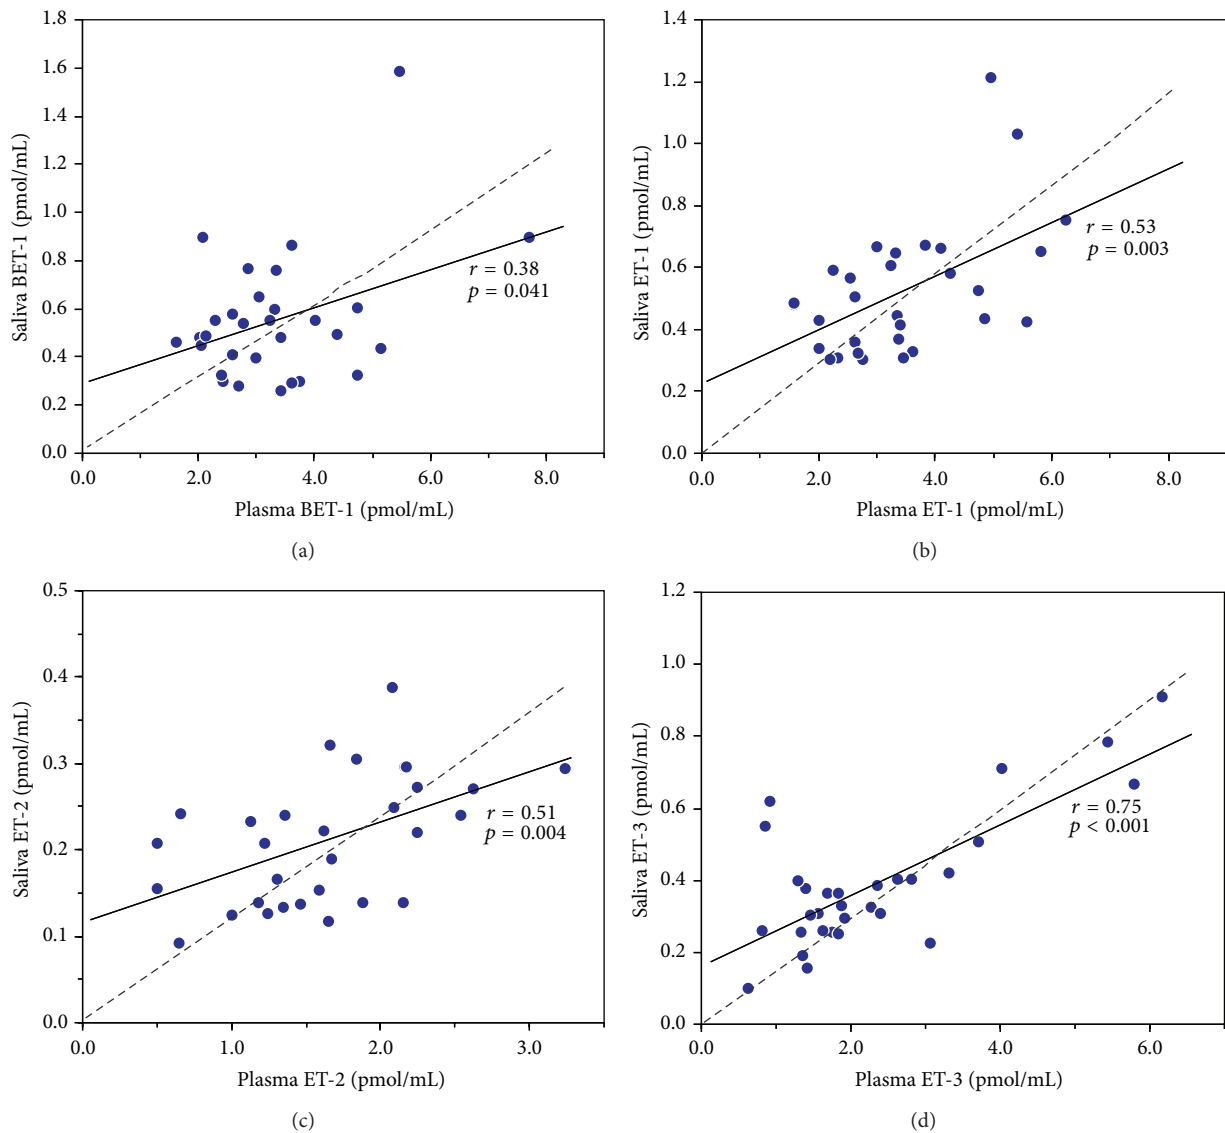 1.8
1.6
1.4
1.2
1.0
0.8
0.6
0.4
0.2
0.0
Saliva BET-1 (pmol/mL)
r = 0.38
p = 0.041
0.0 2.0 4.0 6.0 8.0
Plasma BET-1 (pmol/mL)
(a)
1.4
1.2
1.0
0.8
0.6
0.4
0.2
0.0
Saliva ET-1 (pmol/mL)
r = 0.53
p = 0.003
0.0 2.0 4.0 6.0 8.0
Plasma ET-1 (pmol/mL)
(b)
0.5
0.4
0.3
0.2
0.1
0.0
Saliva ET-2 (pmol/mL)
r = 0.51
p = 0.004
0.0 1.0 2.0 3.0
Plasma ET-2 (pmol/mL)
(c)
1.2
1.0
0.8
0.6
0.4
0.2
0.0
Saliva ET-3 (pmol/mL)
r = 0.75
p < 0.001
0.0 2.0 4.0 6.0
Plasma ET-3 (pmol/mL)
(d)